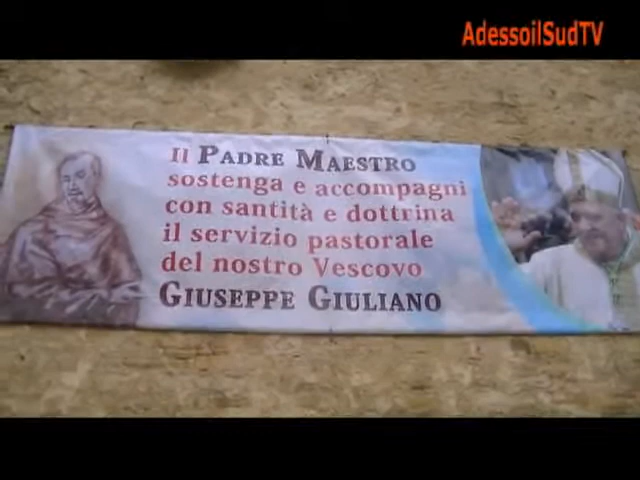 AdessoilSudTV
Il PADRE MAESTRO
sostenga e accompagni
con santità e dottrina
il servizio pastorale
del nostro Vescovo
GIUSEPPE GIULIANO